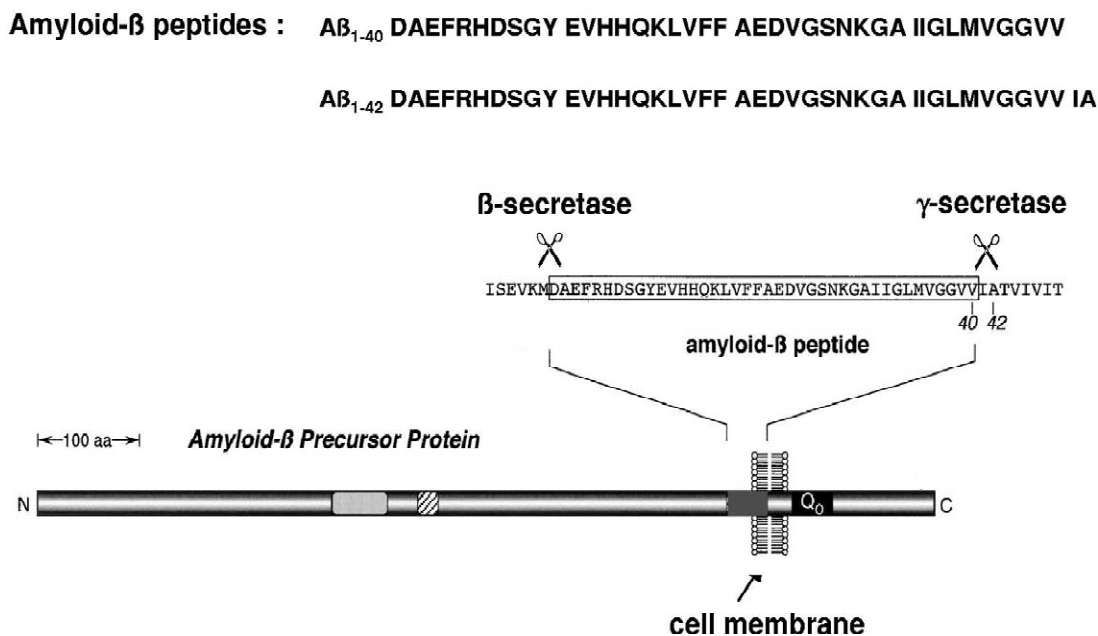 Amyloid-ß peptides : Aß1-40 DAEFRHDSGY EVHHQKLVFF AEDVGSNKGA IIGLMVGGVV
Aß1-42 DAEFRHDSGY EVHHQKLVFF AEDVGSNKGA IIGLMVGGVV IA
ß-secretase γ-secretase
ISEVKMDAEFRHDSGYEVHHQKLVFFAEDVGSNKGAIIGLMVGGVVIATVIVIT
40 42
amyloid-ß peptide
100 aa Amyloid-ß Precursor Protein
N QO C
cell membrane